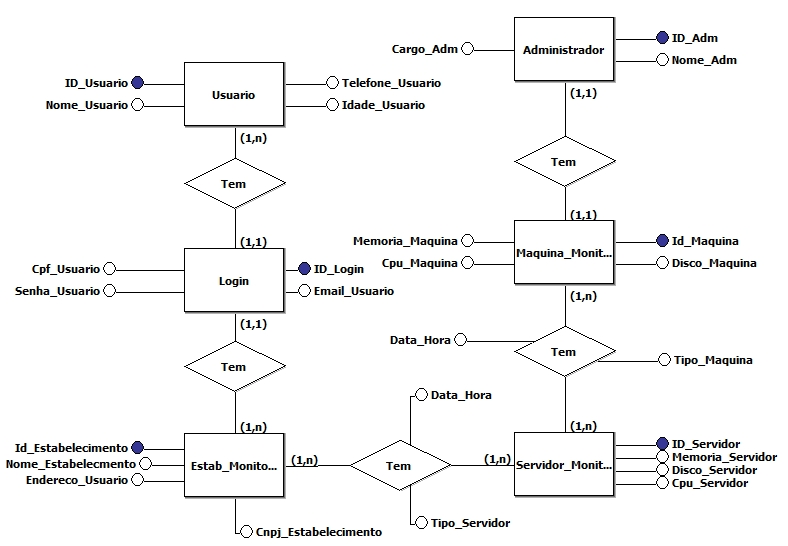 Cargo_Adm
Administrador
ID_Adm
Nome_Adm
(1,1)
ID_Usuario
Nome_Usuario
Usuario
Telefone_Usuario
Idade_Usuario
(1,n)
Tem
Tem
(1,1)
(1,1)
Cpf_Usuario
Senha_Usuario
Login
ID_Login
Email_Usuario
(1,1)
Memoria_Maquina
Cpu_Maquina
Maquina_Monit...
Id_Maquina
Disco_Maquina
(1,n)
Tem
Data_Hora
Tem
Tipo_Maquina
(1,n)
(1,n)
Id_Estabelecimento
Nome_Estabelecmento
Endereco_Usuario
Estab_Monito...
Cnpj_Estabelecimento
(1,n)
Data_Hora
Tem
Tipo_Servidor
(1,n)
Servidor_Monit...
ID_Servidor
Memoria_Servidor
Disco_Servidor
Cpu_Servidor